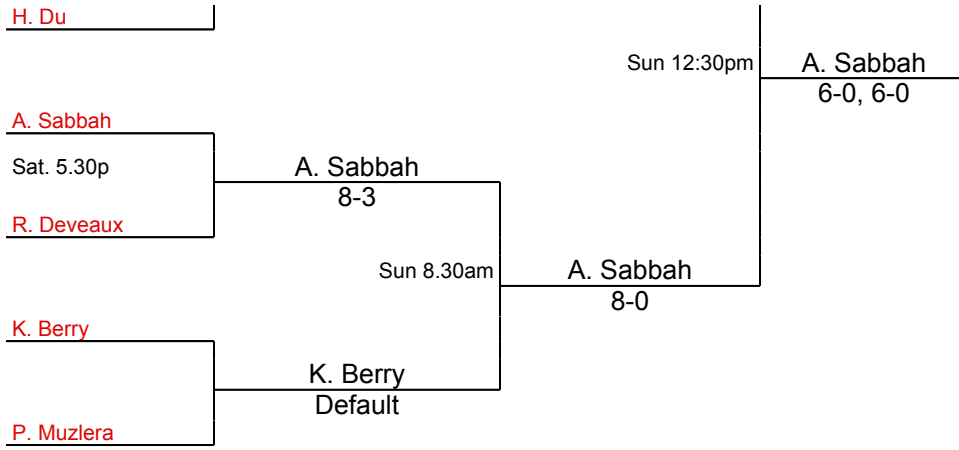 H. Du
Sun 12:30pm
A. Sabbah
6-0, 6-0
A. Sabbah
Sat. 5.30p
A. Sabbah
8-3
R. Deveaux
Sun 8.30am
A. Sabbah
8-0
K. Berry
K. Berry
Default
P. Muzlera